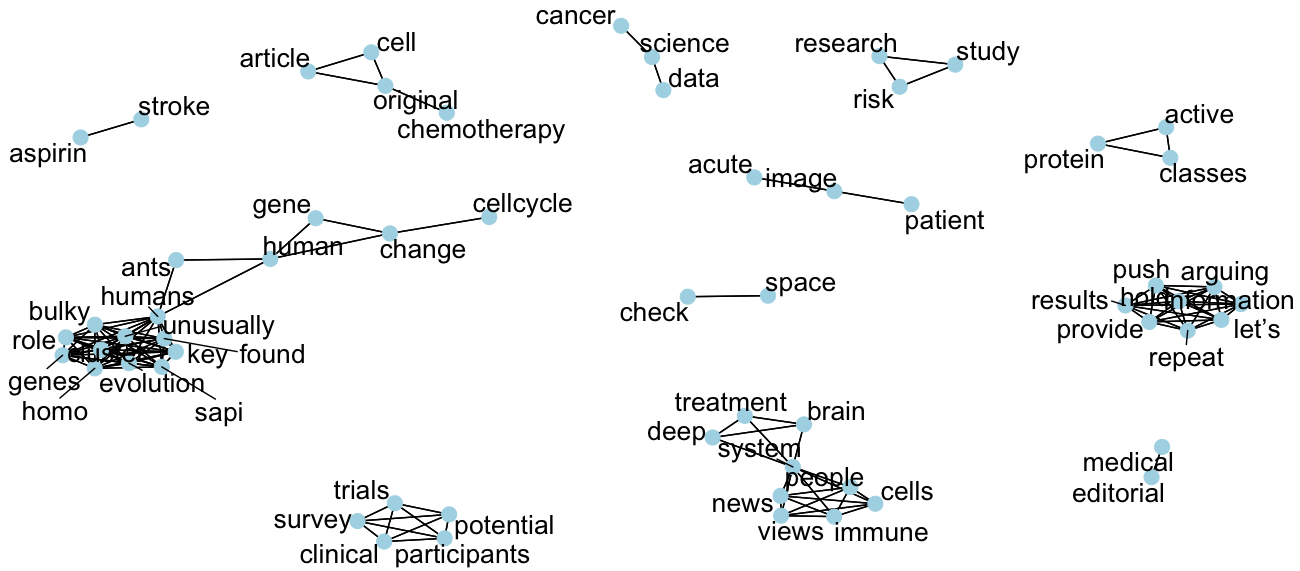 cancer
cell
science
research
study
article
data
original
risk
stroke
chemotherapy
active
aspirin
acute
image
protein
classes
gene
cellcycle
patient
human
change
ants
push
arguing
humans
space
results
hold
information
bulky
check
unusually
provide
let's
role
cluster
key
found
repeat
genes
evolution
homo
sapi
treatment
brain
deep
system
medical
people
trials
cells
editorial
survey
news
potential
views
immune
clinical
participants